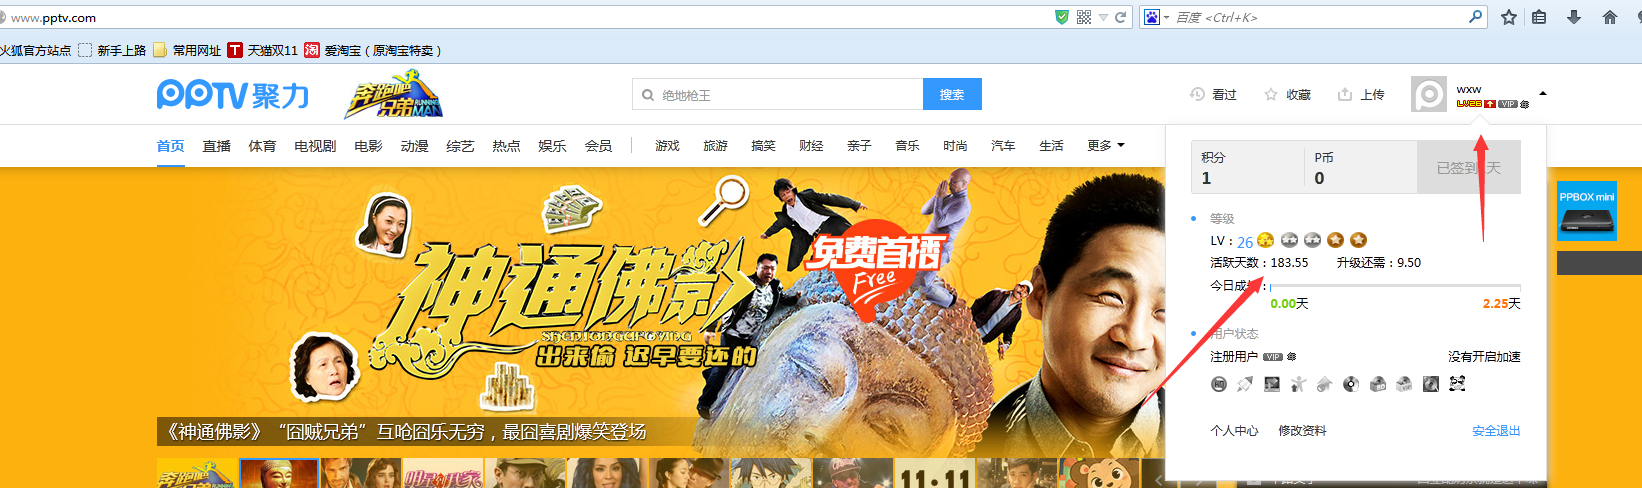 www.pptv.com
百度 <Ctrl+K>
火狐官方站点 新手上路 常用网址 天猫双11 爱淘宝（原淘宝特卖）
PPTV聚力 奔跑吧兄弟 RUNNING MAN 绝地枪王 搜索 看过 收藏 上传 wxw
LV26 VIP
首页 直播 体育 电视剧 电影 动漫 综艺 热点 娱乐 会员 游戏 旅游 搞笑 财经 亲子 音乐 时尚 汽车 生活 更多
积分 P币
1 0
已签到 天
等级
LV：26
活跃天数：183.55 升级还需：9.50
今日成长：
0.00天 2.25天
用户状态
注册用户 VIP 没有开启加速
个人中心 修改资料 安全退出
PPBOX mini
免费首播
Free
神通佛影
SHENTONGFOYING
出来偷 迟早要还的
《神通佛影》“囧贼兄弟”互呛囧乐无穷，最囧喜剧爆笑登场
奔跑吧兄弟
11·11